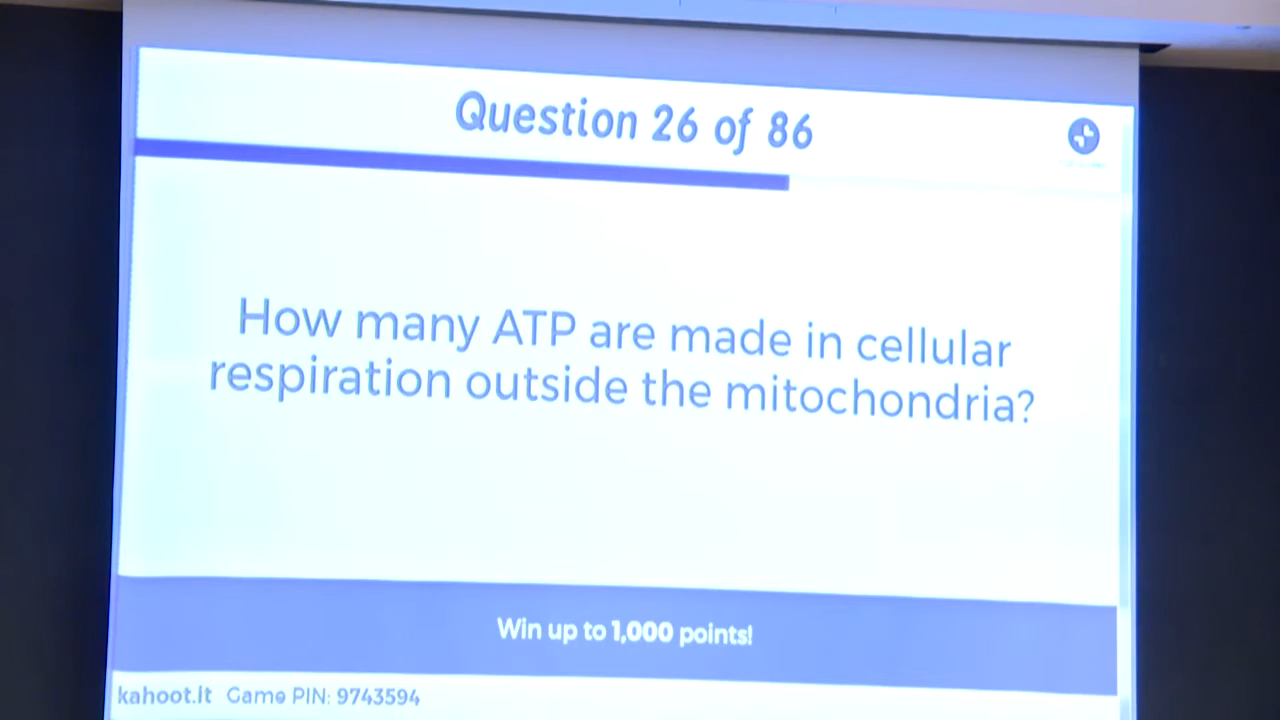 Question 26 of 86
How many ATP are made in cellular
respiration outside the mitochondria?
Win up to 1,000 points!
kahoot.it Game PIN: 9743594